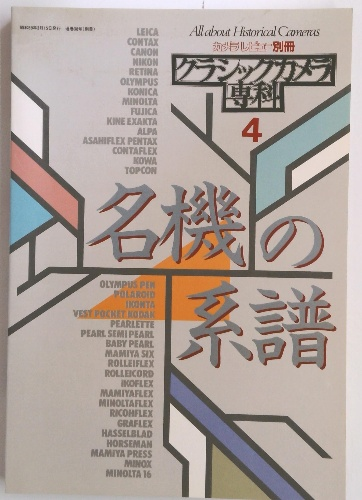 All about Historical Cameras
カメラレビュー別冊
クラシックカメラ
専科
4
LEICA
CONTAX
CANON
NIKON
RETINA
OLYMPUS
KONICA
MINOLTA
FUJICA
KINE EXAKTA
ALPA
ASAHIFLEX PENTAX
CONTAFLEX
KOWA
TOPCON
名機の
系譜
OLYMPUS PEN
POLAROID
IKONTA
VEST POCKET KODAK
PEARLETTE
PEARL SEMI PEARL
BABY PEARL
MAMIYA SIX
ROLLEIFLEX
ROLLEICORD
IKOFLEX
MAMIYAFLEX
MINOLTAFLEX
RICOHFLEX
GRAFLEX
HASSELBLAD
HORSEMAN
MAMIYA PRESS
MINOX
MINOLTA 16